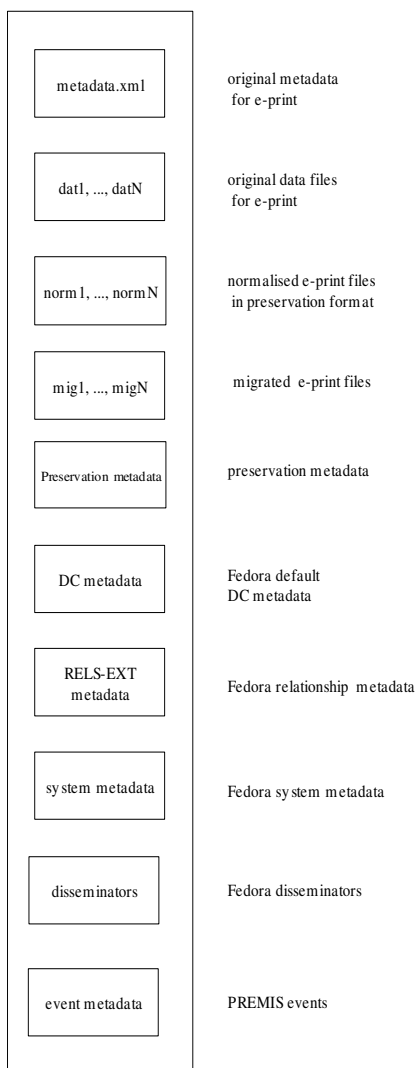 metadata.xml
original metadata
for e-print
dat1, ..., datN
original data files
for e-print
norm1, ..., normN
normalised e-print files
in preservation format
mig1, ..., migN
migrated e-print files
Preservation metadata
preservation metadata
DC metadata
Fedora default
DC metadata
RELS-EXT
metadata
Fedora relationship metadata
system metadata
Fedora system metadata
disseminators
Fedora disseminators
event metadata
PREMIS events